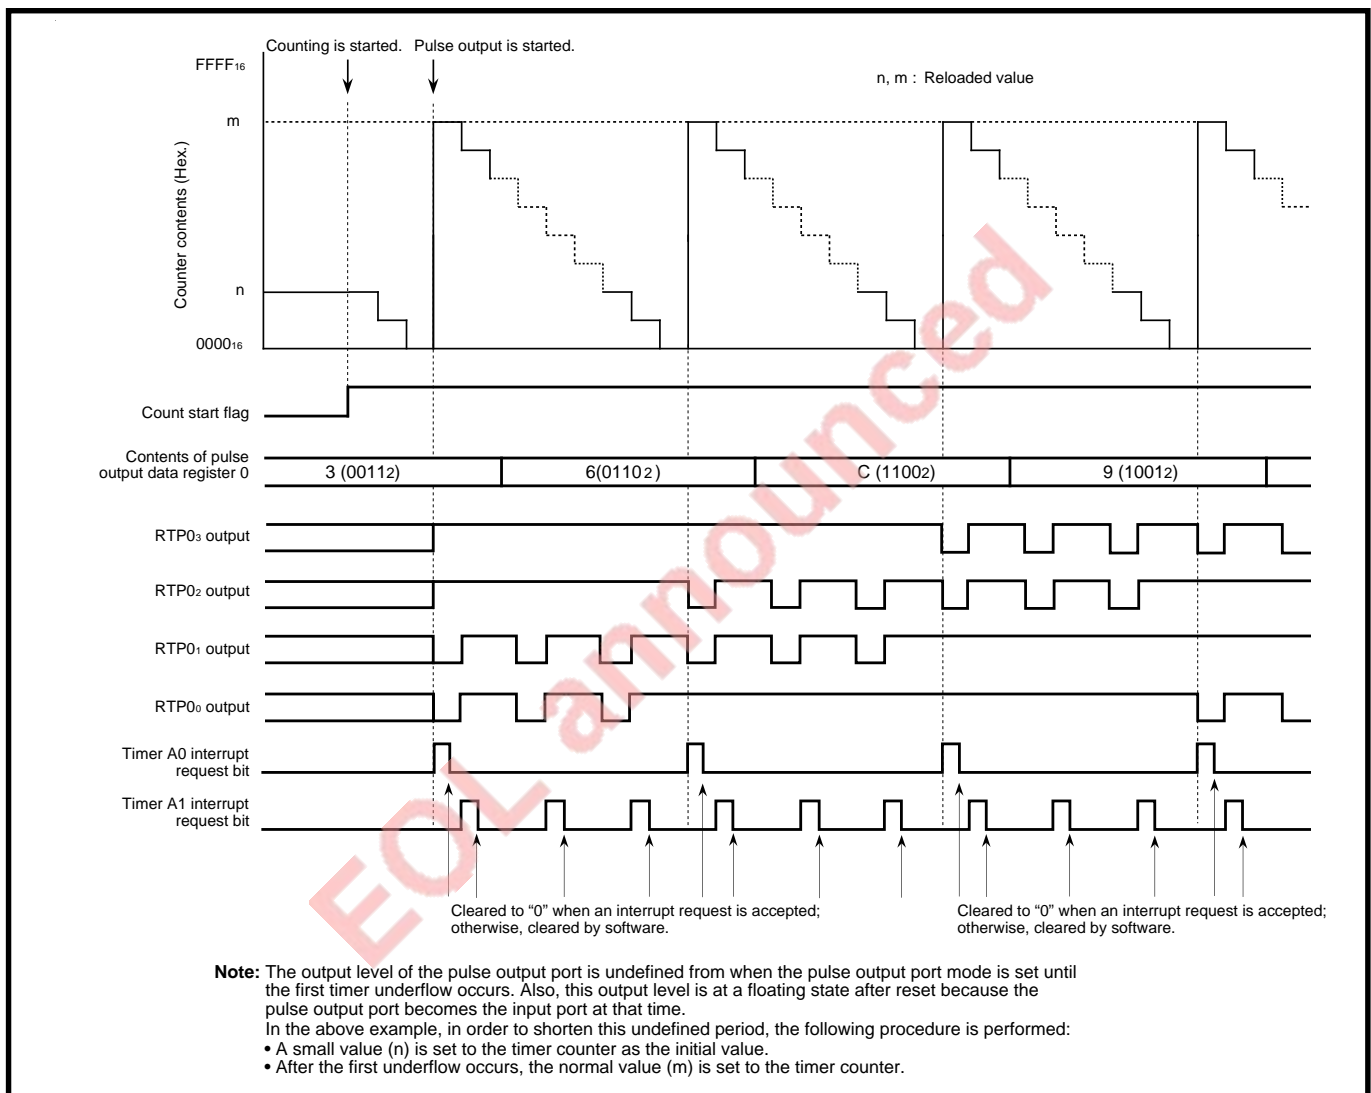 Counting is started. Pulse output is started.
FFFF16
n, m : Reloaded value
m
Counter contents (Hex.)
n
000016
Count start flag
Contents of pulse
output data register 0
3 (00112) 6(01102) C (11002) 9 (10012)
RTP03 output
RTP02 output
RTP01 output
RTP00 output
Timer A0 interrupt
request bit
Timer A1 interrupt
request bit
Cleared to “0” when an interrupt request is accepted;
otherwise, cleared by software.
Cleared to “0” when an interrupt request is accepted;
otherwise, cleared by software.
EOL announced
Note: The output level of the pulse output port is undefined from when the pulse output port mode is set until
the first timer underflow occurs. Also, this output level is at a floating state after reset because the
pulse output port becomes the input port at that time.
In the above example, in order to shorten this undefined period, the following procedure is performed:
• A small value (n) is set to the timer counter as the initial value.
• After the first underflow occurs, the normal value (m) is set to the timer counter.